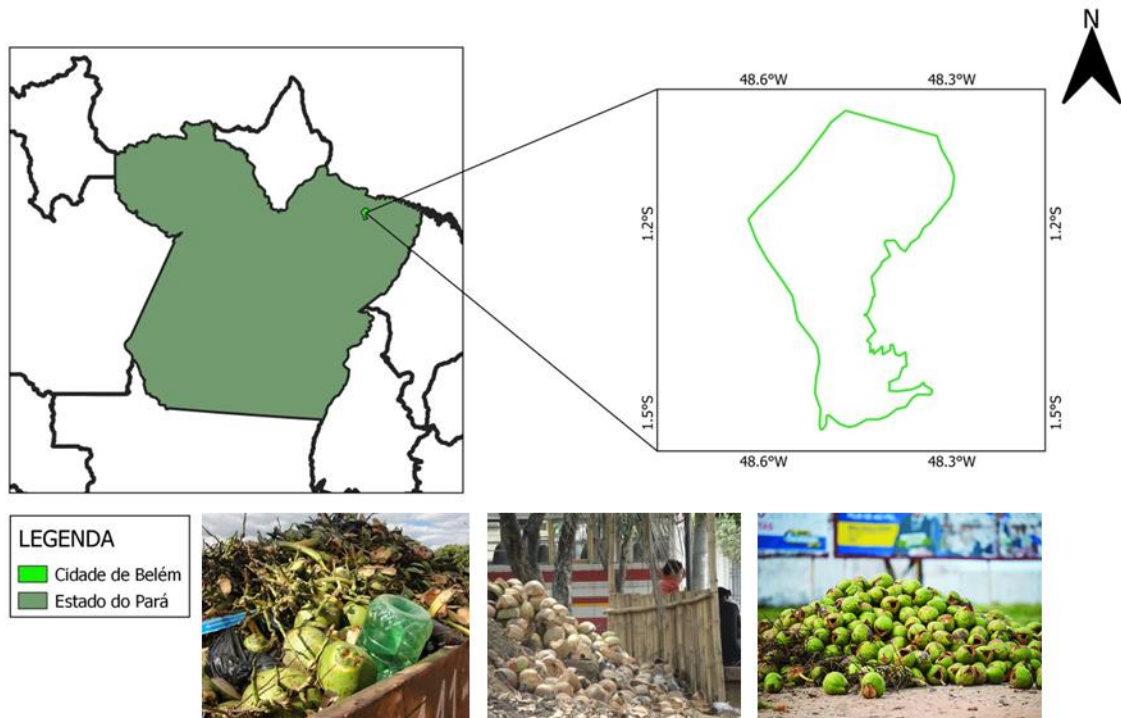 N
48.6°W 48.3°W
1.2°S 1.2°S
1.5°S 1.5°S
48.6°W 48.3°W
LEGENDA
Cidade de Belém
Estado do Pará